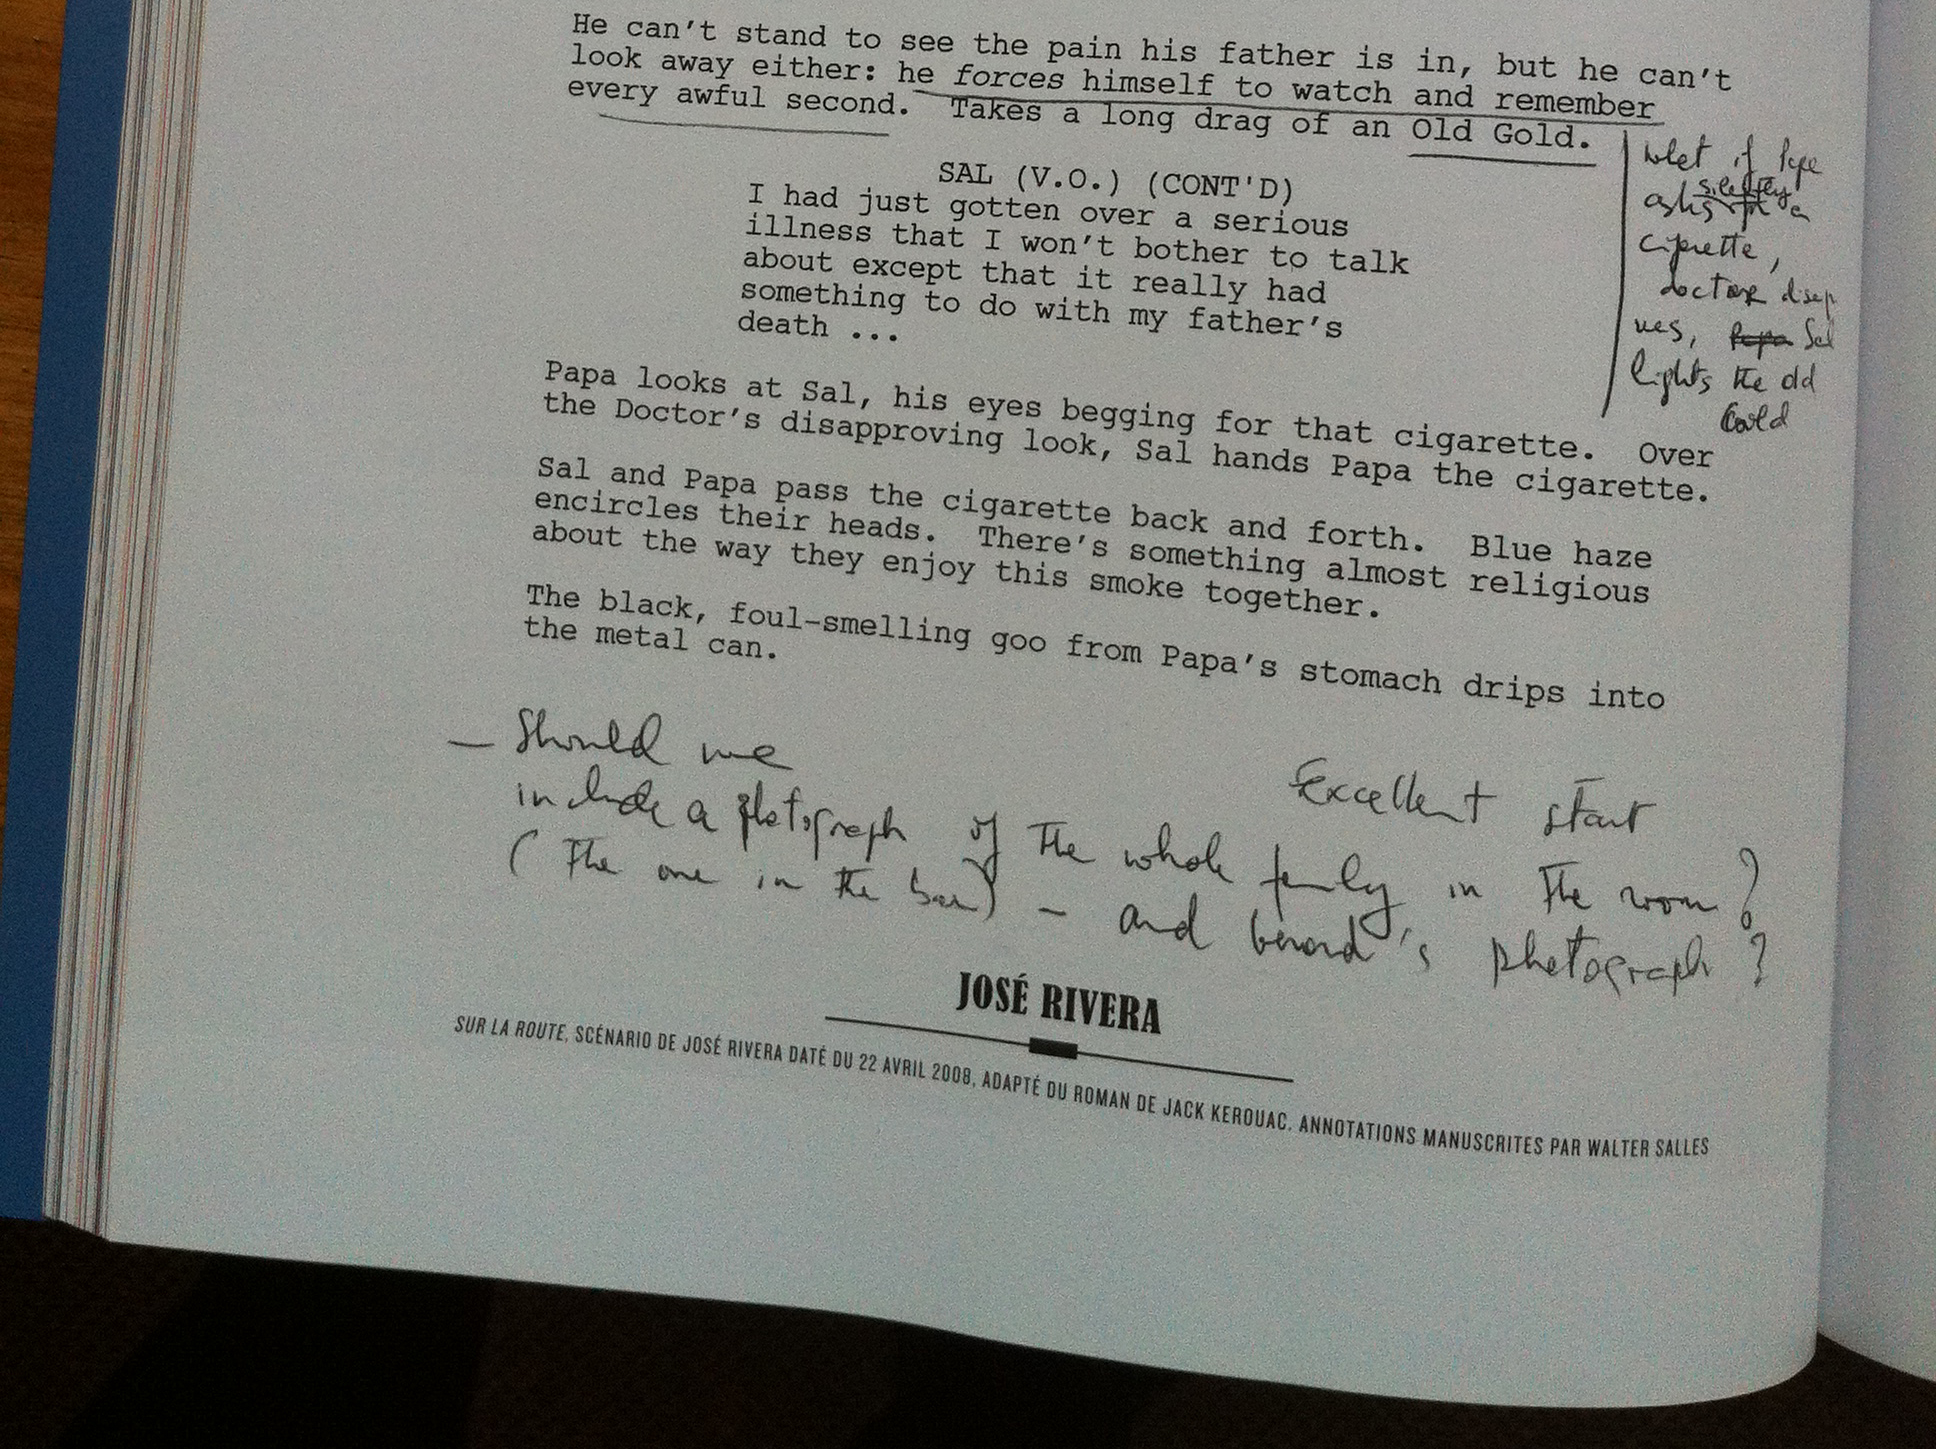 He can't stand to see the pain his father is in, but he can't
look away either: he forces himself to watch and remember
every awful second. Takes a long drag of an Old Gold.
SAL (V.O.) (CONT'D)
I had just gotten over a serious
illness that I won't bother to talk
about except that it really had
something to do with my father's
death ...
Papa looks at Sal, his eyes begging for that cigarette. Over
the Doctor's disapproving look, Sal hands Papa the cigarette.
Sal and Papa pass the cigarette back and forth. Blue haze
encircles their heads. There's something almost religious
about the way they enjoy this smoke together.
The black, foul-smelling goo from Papa's stomach drips into
the metal can.
what if Papa
silently
asks for a
cigarette,
doctor disap
ves, Papa Sal
lights the old
Gold
— Should we
include a photograph of the whole family in the room?
(The one in the bar) – and 's photograph?
Excellent start
JOSÉ RIVERA
SUR LA ROUTE, SCÉNARIO DE JOSÉ RIVERA DATÉ DU 22 AVRIL 2008, ADAPTÉ DU ROMAN DE JACK KEROUAC. ANNOTATIONS MANUSCRITES PAR WALTER SALLES